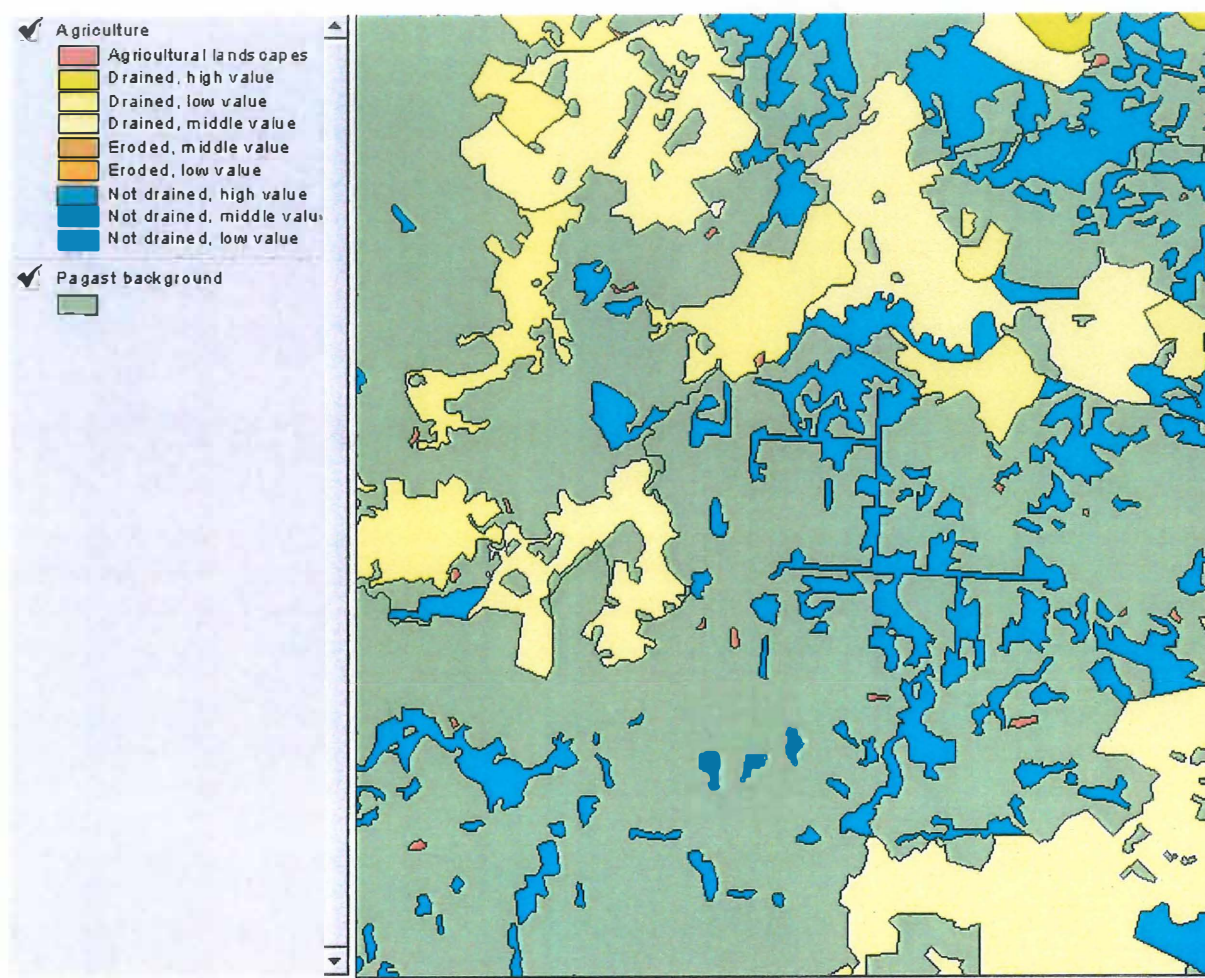 Agriculture
Agricultural landscapes
Drained, high value
Drained, low value
Drained, middle value
Eroded, middle value
Eroded, low value
Not drained, high value
Not drained, middle valu
Not drained, low value
Pagast background